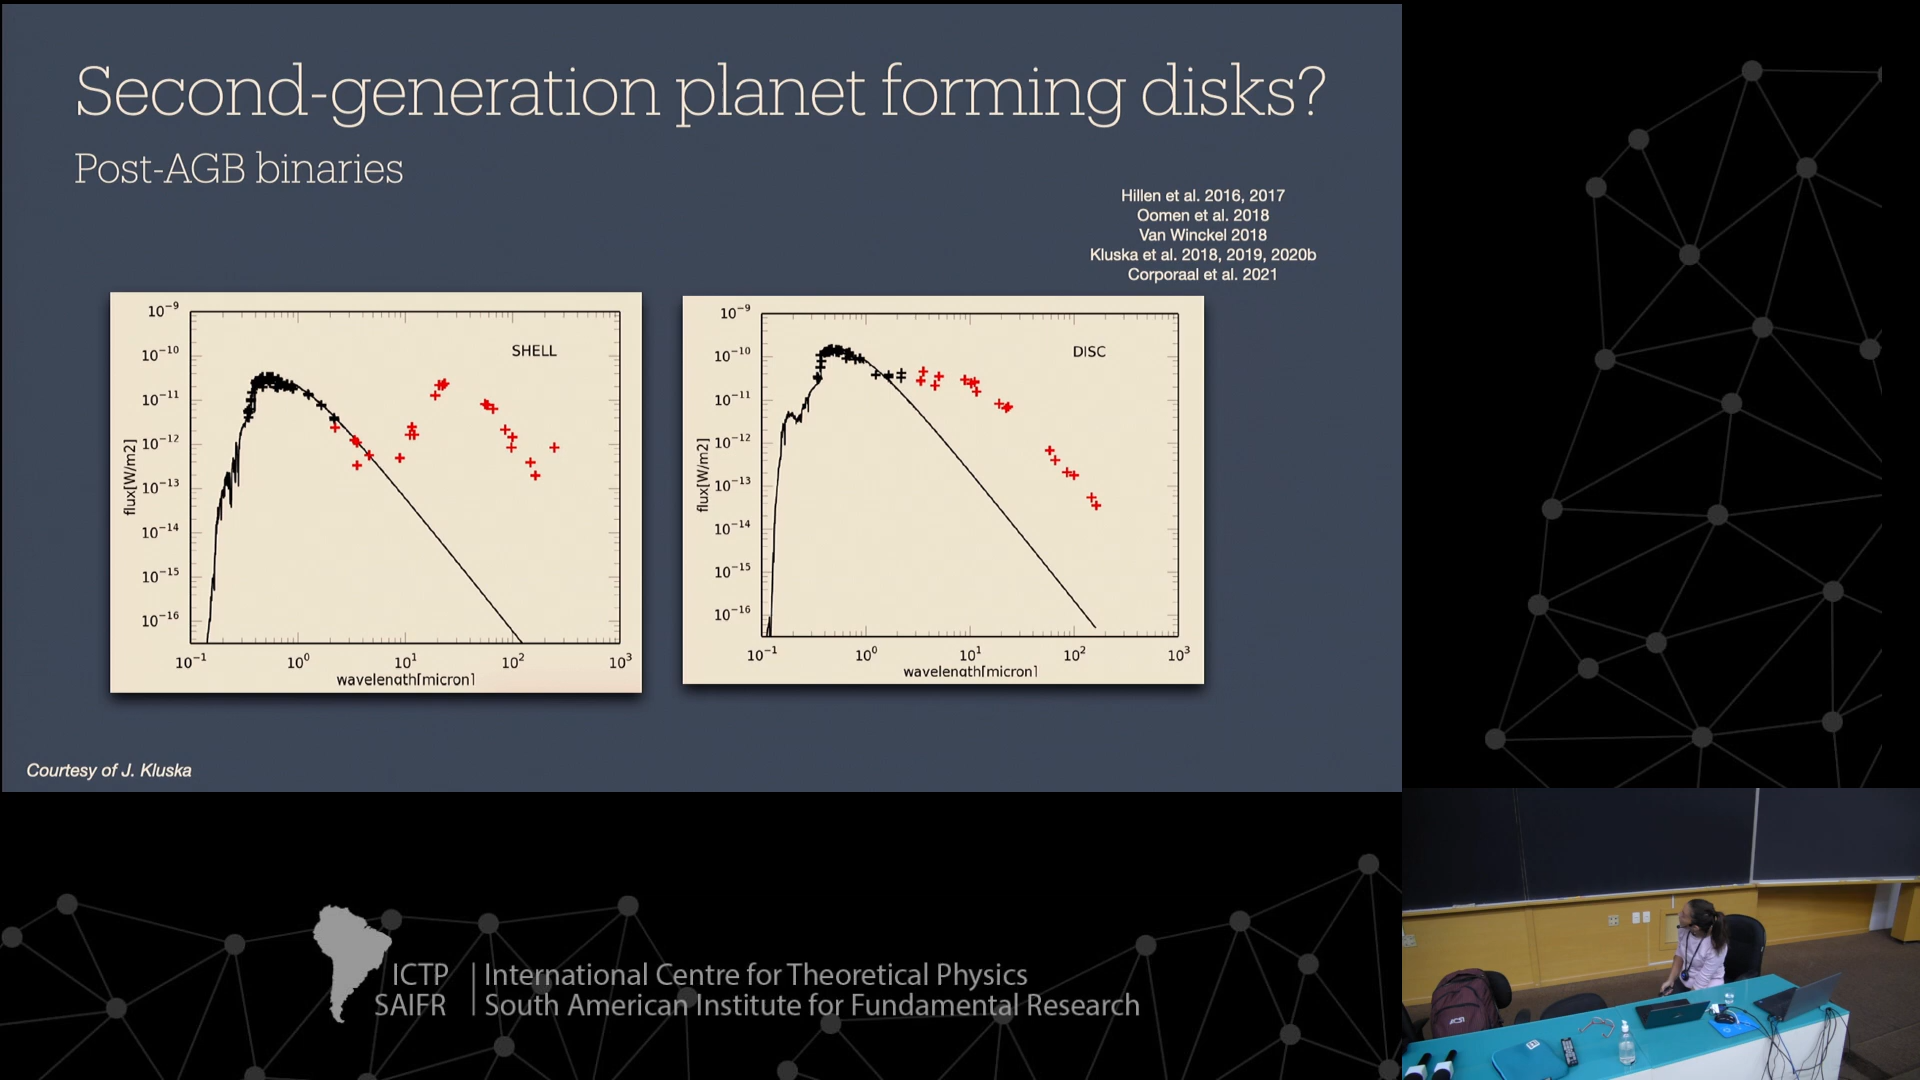 Second-generation planet forming disks?
Post-AGB binaries
Hillen et al. 2016, 2017
Oomen et al. 2018
Van Winckel 2018
Kluska et al. 2018, 2019, 2020b
Corporaal et al. 2021
SHELL
10⁻⁹
10⁻¹⁰
10⁻¹¹
10⁻¹²
10⁻¹³
10⁻¹⁴
10⁻¹⁵
10⁻¹⁶
flux[W/m2]
10⁻¹ 10⁰ 10¹ 10² 10³
wavelength[micron]
DISC
10⁻⁹
10⁻¹⁰
10⁻¹¹
10⁻¹²
10⁻¹³
10⁻¹⁴
10⁻¹⁵
10⁻¹⁶
flux[W/m2]
10⁻¹ 10⁰ 10¹ 10² 10³
wavelength[micron]
Courtesy of J. Kluska
ICTP | International Centre for Theoretical Physics
SAIFR | South American Institute for Fundamental Research